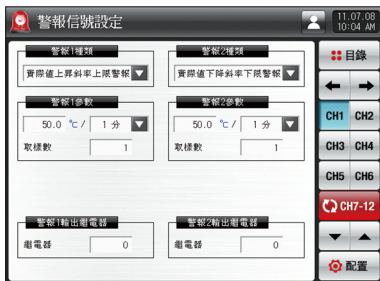 警報信號設定
11.07.08
10:04 AM
警報1種類
實際值上昇斜率上限警報
警報2種類
實際值下降斜率下限警報
警報1參數
50.0 ℃ / 1 分
取樣數 1
警報2參數
50.0 ℃ / 1 分
取樣數 1
警報1輸出繼電器
繼電器 0
警報2輸出繼電器
繼電器 0
目錄
CH1 CH2
CH3 CH4
CH5 CH6
CH7-12
配置